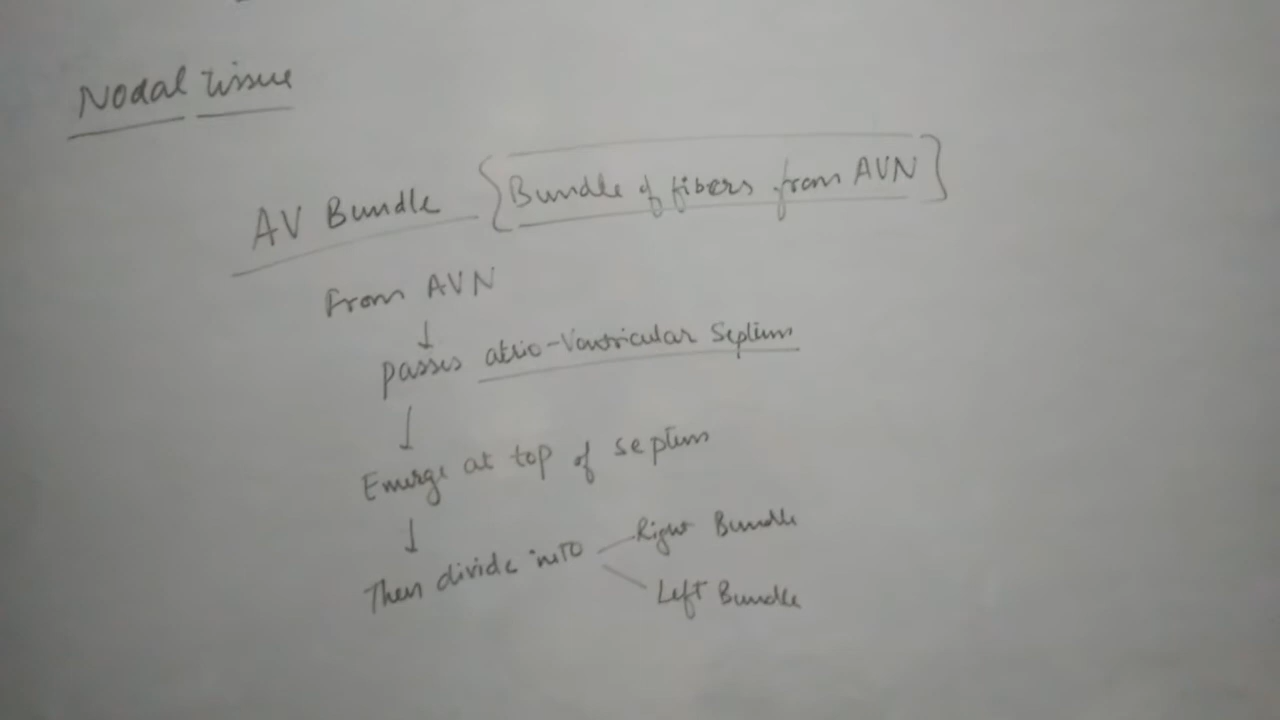 Nodal tissue
AV Bundle {Bundle of fibers from AVN}
From AVN
↓
passes atrio-Ventricular Septum
↓
Emerge at top of septum
↓
Then divide into Right Bundle
Left Bundle